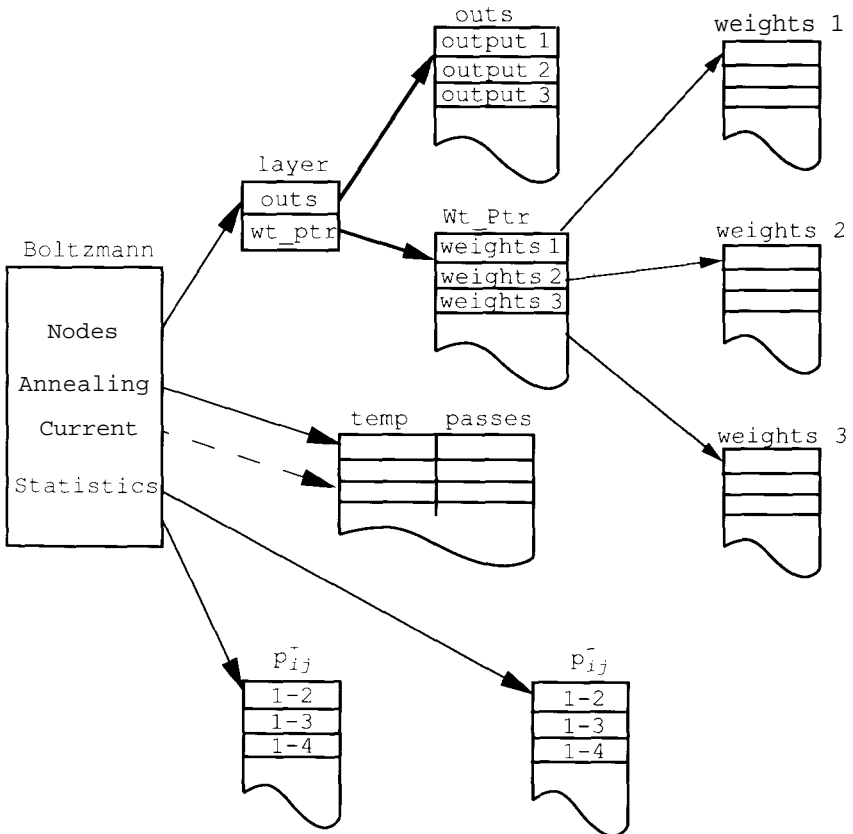 outs
output 1
output 2
output 3
weights 1
layer
outs
wt_ptr
Wt_Ptr
weights 1
weights 2
weights 3
weights 2
Boltzmann
Nodes
Annealing
Current
Statistics
temp passes
weights 3
p+ij
1-2
1-3
1-4
p-ij
1-2
1-3
1-4